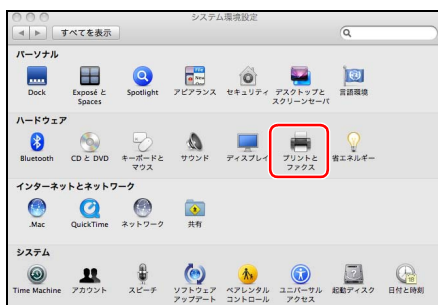 システム環境設定
すべてを表示
パーソナル
Dock
Exposé と
Spaces
Spotlight
アピアランス
セキュリティ
デスクトップと
スクリーンセーバ
言語環境
ハードウェア
Bluetooth
CD と DVD
キーボードと
マウス
サウンド
ディスプレイ
プリントと
ファクス
省エネルギー
インターネットとネットワーク
.Mac
QuickTime
ネットワーク
共有
システム
Time Machine
アカウント
スピーチ
ソフトウェア
アップデート
ペアレンタル
コントロール
ユニバーサル
アクセス
起動ディスク
日付と時刻